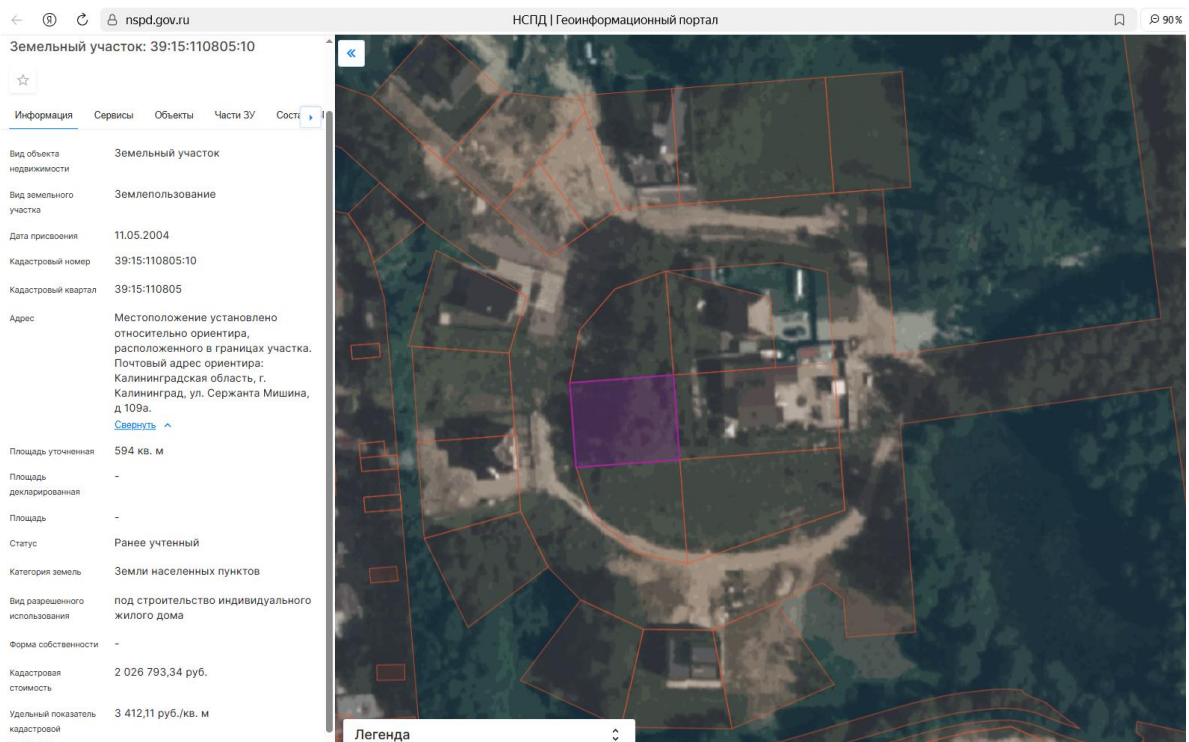 nspd.gov.ru
НСПД | Геоинформационный портал
90%
Земельный участок: 39:15:110805:10
Информация Сервисы Объекты Части ЗУ
Вид объекта недвижимости
Земельный участок
Вид земельного участка
Землепользование
Дата присвоения
11.05.2004
Кадастровый номер
39:15:110805:10
Кадастровый квартал
39:15:110805
Адрес
Местоположение установлено
относительно ориентира,
расположенного в границах участка.
Почтовый адрес ориентира:
Калининградская область, г.
Калининград, ул. Сержанта Мишина,
д 109а.
Свернуть
Площадь уточненная
594 кв. м
Площадь
декларированная
-
Площадь
-
Статус
Ранее учтенный
Категория земель
Земли населенных пунктов
Вид разрешенного
использования
под строительство индивидуального
жилого дома
Форма собственности
-
Кадастровая
стоимость
2 026 793,34 руб.
Удельный показатель
кадастровой
3 412,11 руб./кв. м
Легенда